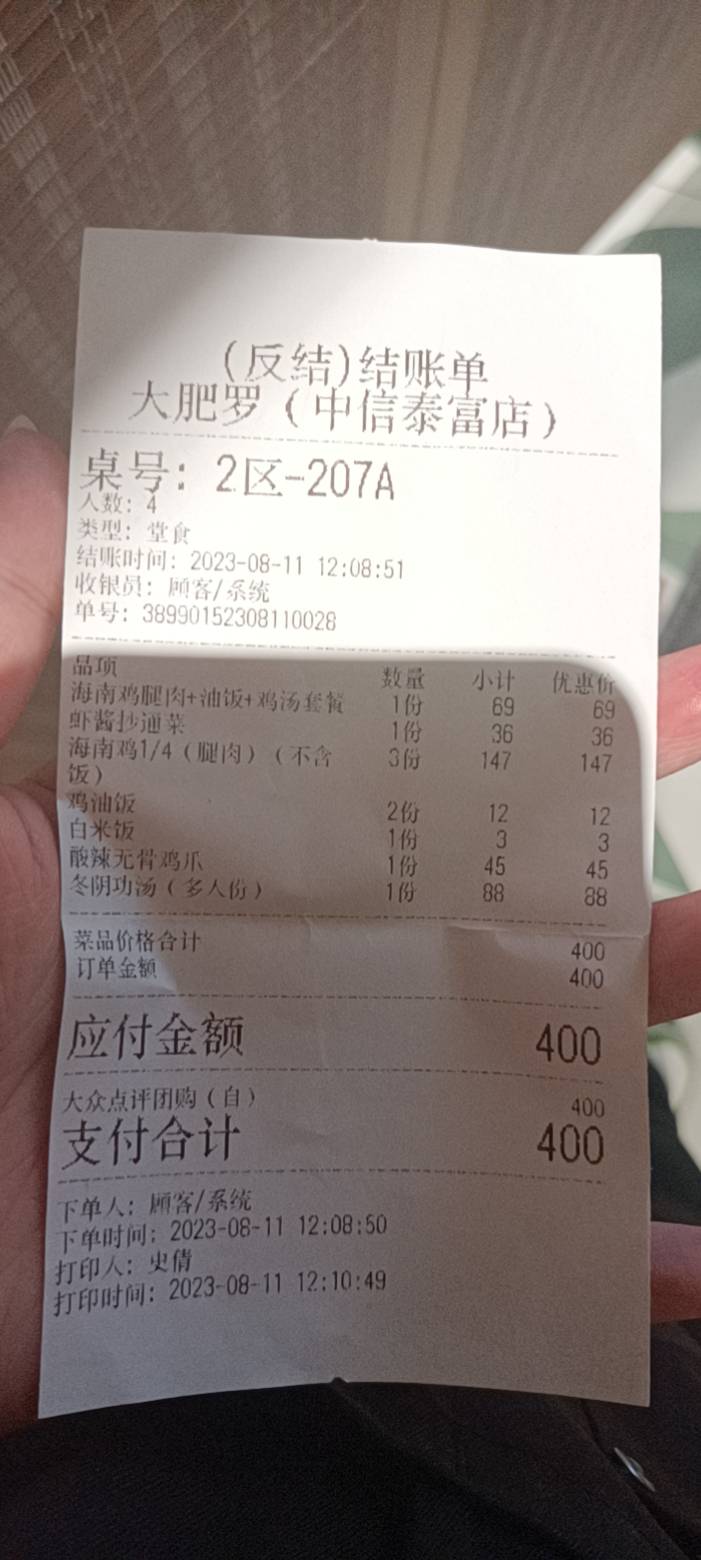 (反结)结账单
大肥罗（中信泰富店）
桌号: 2区-207A
人数: 4
类型: 堂食
结账时间: 2023-08-11 12:08:51
收银员: 顾客/系统
单号: 38990152308110028
品项 数量 小计 优惠价
海南鸡腿肉+油饭+鸡汤套餐 1份 69 69
虾酱抄通菜 1份 36 36
海南鸡1/4（腿肉）（不含 3份 147 147
饭）
鸡油饭 2份 12 12
白米饭 1份 3 3
酸辣无骨鸡爪 1份 45 45
冬阴功汤（多人份） 1份 88 88
菜品价格合计 400
订单金额 400
应付金额 400
大众点评团购（自） 400
支付合计 400
下单人: 顾客/系统
下单时间: 2023-08-11 12:08:50
打印人: 史倩
打印时间: 2023-08-11 12:10:49